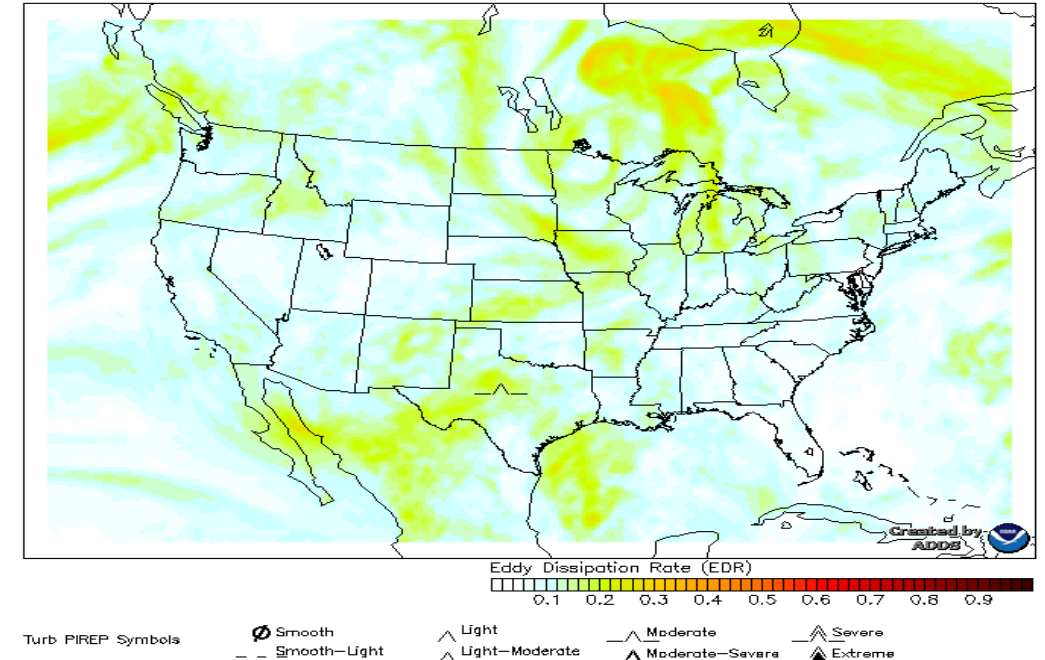 Created by
ADDS
Eddy Dissipation Rate (EDR)
0.1 0.2 0.3 0.4 0.5 0.6 0.7 0.8 0.9
Turb PIREP Symbols
Smooth Light Moderate Severe
Smooth-Light Light-Moderate Moderate-Severe Extreme